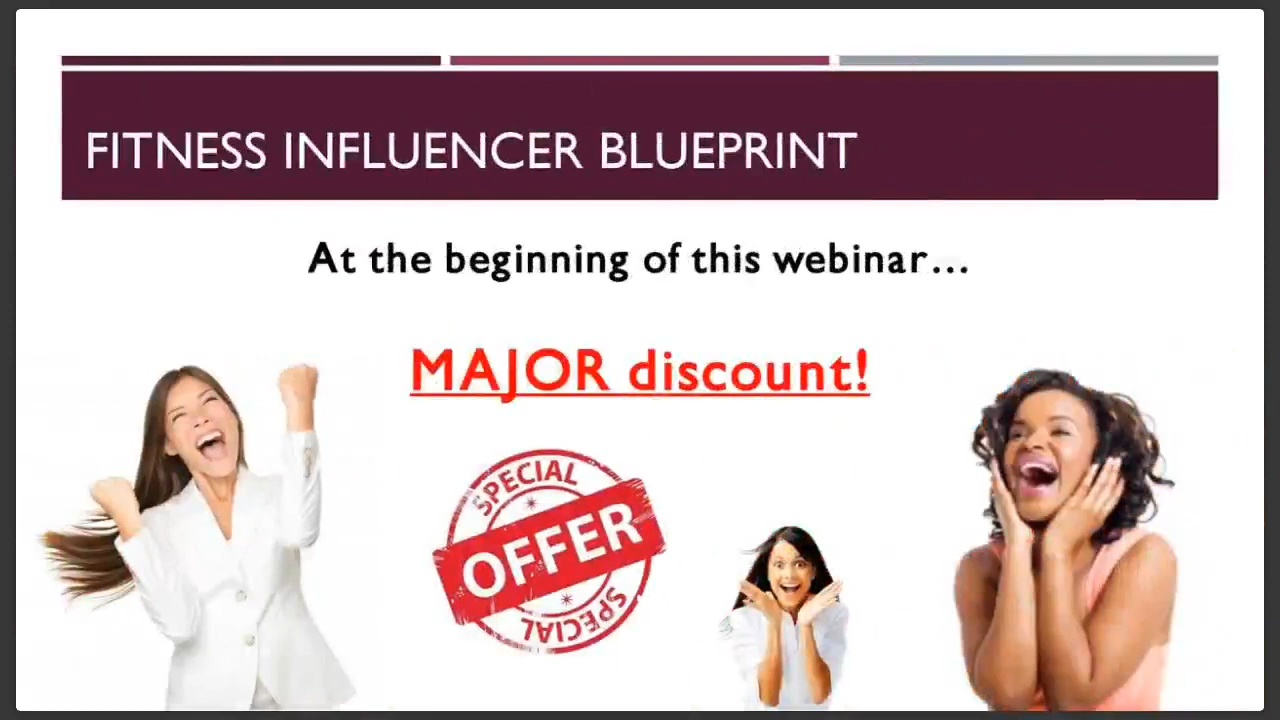 FITNESS INFLUENCER BLUEPRINT
At the beginning of this webinar...
MAJOR discount!
SPECIAL
OFFER
SPECIAL